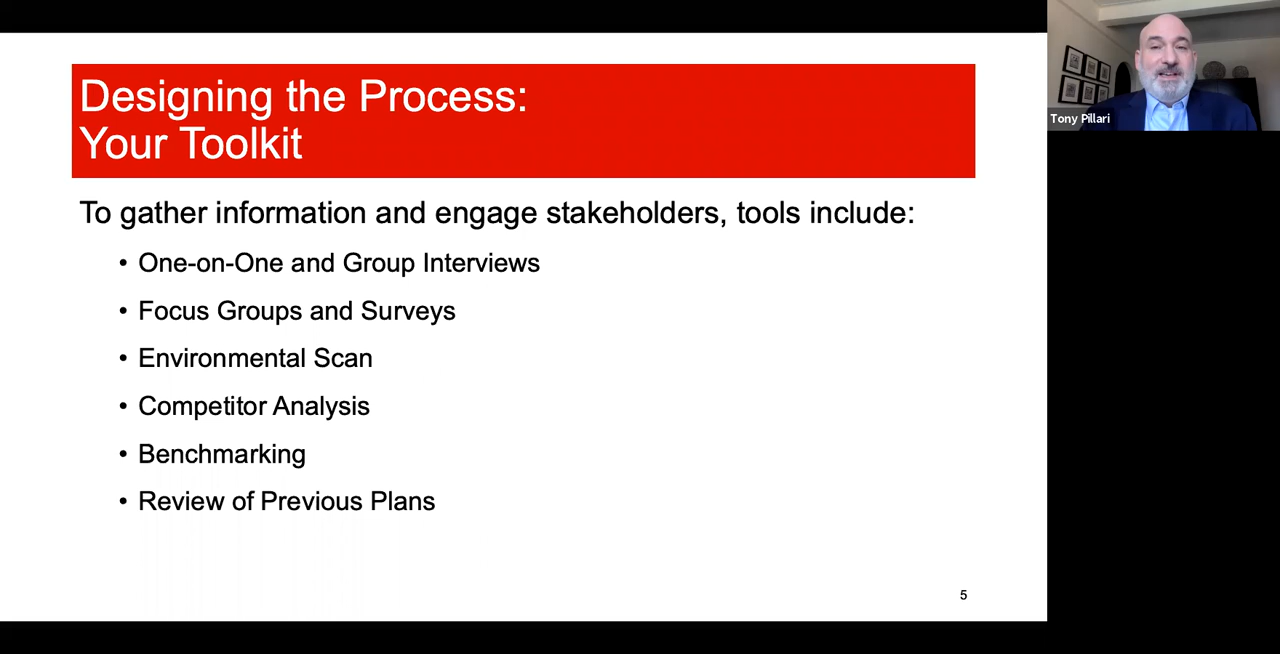 Designing the Process:
Your Toolkit
To gather information and engage stakeholders, tools include:
• One-on-One and Group Interviews
• Focus Groups and Surveys
• Environmental Scan
• Competitor Analysis
• Benchmarking
• Review of Previous Plans
5
Tony Pillari